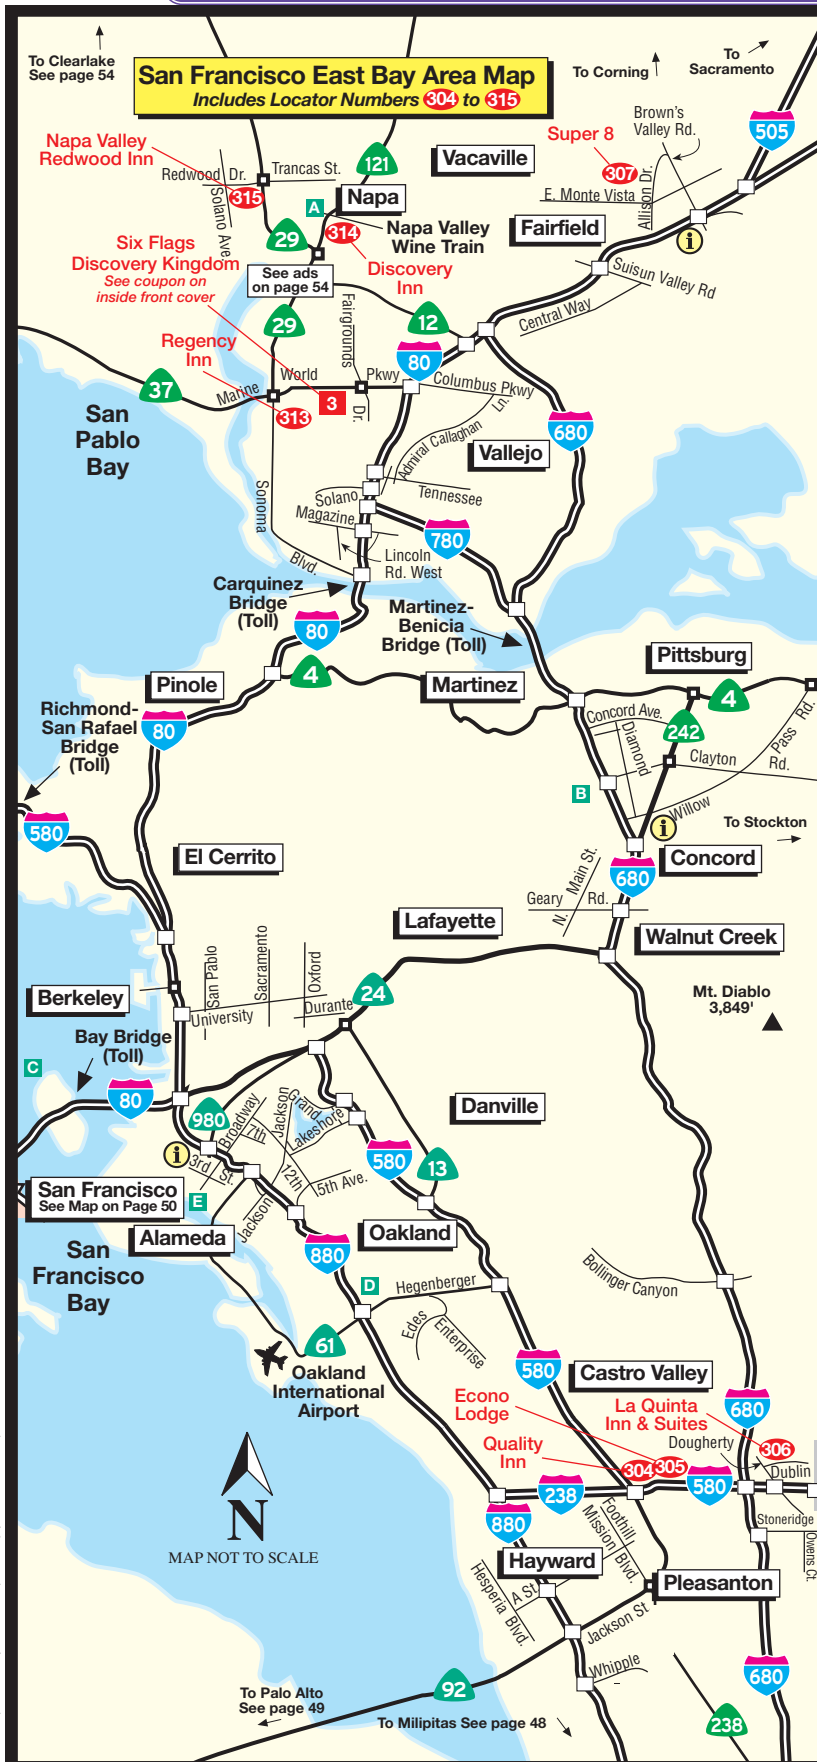 To Clearlake
See page 54
San Francisco East Bay Area Map
Includes Locator Numbers 304 to 315
To Corning
To
Sacramento
505
Napa Valley
Redwood Inn
Redwood Dr.
Trancas St.
121
Vacaville
Super 8
307
Brown's
Valley Rd.
E. Monte Vista
Allison Dr.
315
Solano Ave.
A
Napa
314
Napa Valley
Wine Train
Fairfield
i
Six Flags
Discovery Kingdom
See coupon on
inside front cover
29
See ads
on page 54
Discovery
Inn
Suisun Valley Rd
Central Way
29
Fairgrounds
Dr.
12
80
Regency
Inn
37
Marine
World
Pkwy
Columbus Pkwy
313
3
San
Pablo
Bay
Admiral Callaghan
Ln.
680
Vallejo
Sonoma
Blvd.
Solano
Tennessee
Magazine
780
Lincoln
Rd. West
Carquinez
Bridge
(Toll)
Martinez-
Benicia
Bridge (Toll)
80
Pinole
4
Martinez
Pittsburg
4
Richmond-
San Rafael
Bridge
(Toll)
80
Concord Ave.
242
Diamond
Clayton
Rd.
Pass
Rd.
B
Willow
580
i
To Stockton
El Cerrito
Concord
680
N.
Main St.
Geary
Rd.
Lafayette
Walnut Creek
San Pablo
Sacramento
Oxford
24
Berkeley
University
Durante
Mt. Diablo
3,849'
Bay Bridge
(Toll)
C
80
980
Broadway
7th
Jackson
Grand
Lakeshore
Danville
580
13
i
3rd
St.
12th
5th Ave.
San Francisco
See Map on Page 50
E
Jackson
Alameda
Oakland
880
San
Francisco
Bay
D
Hegenberger
Bollinger Canyon
Edes
Enterprise
61
Oakland
International
Airport
580
Castro Valley
Econo
Lodge
La Quinta
Inn & Suites
680
Quality
Inn
Dougherty
306
304
305
Dublin
580
238
N
MAP NOT TO SCALE
880
Foothill
Mission Blvd.
Stoneridge
Owens Ct.
Hayward
Hesperia Blvd.
A St
Pleasanton
Jackson St
Whipple
680
92
To Palo Alto
See page 49
To Milipitas See page 48
238